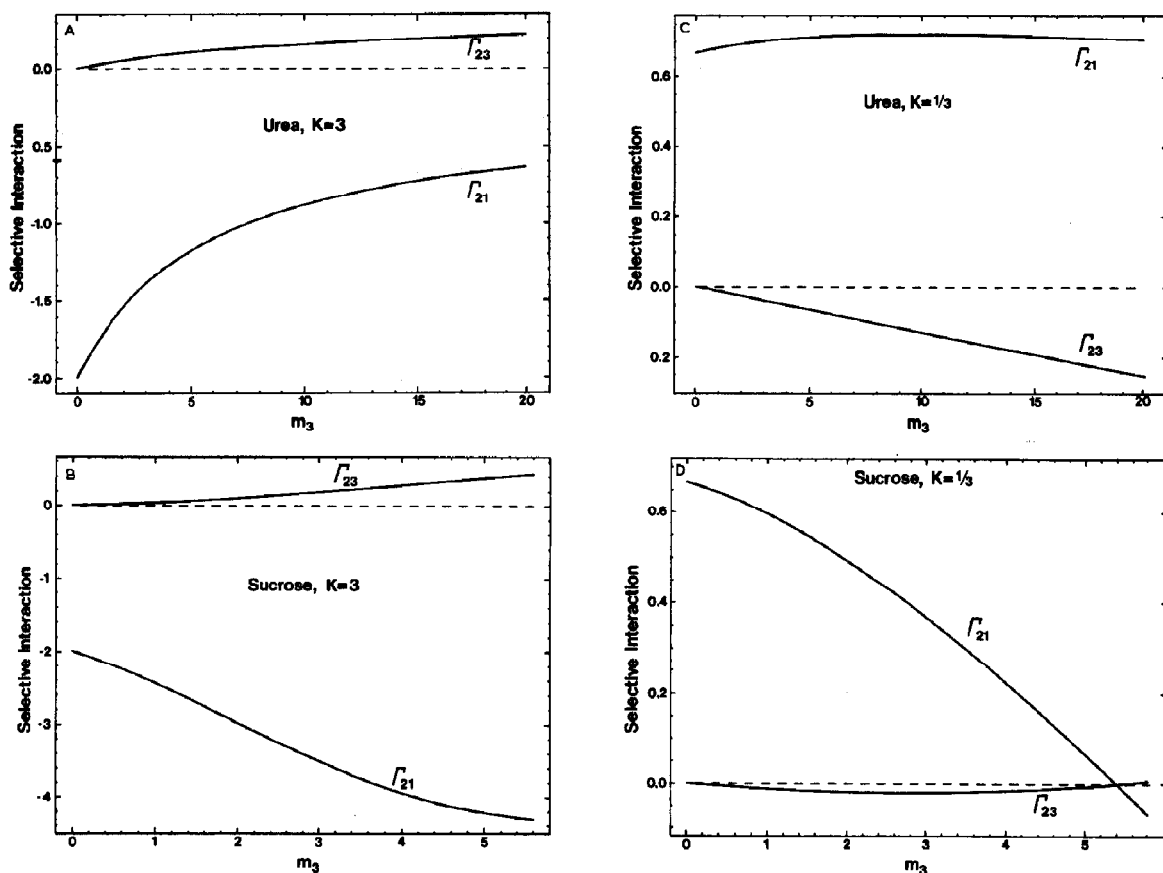 A
Selective Interaction
0.0
0.5
-1.0
-1.5
-2.0
Γ23
Urea, K=3
Γ21
0
5
10
15
20
m3
C
Selective Interaction
0.6
0.4
0.2
0.0
0.2
Γ21
Urea, K=1/3
Γ23
0
5
10
15
20
m3
B
Selective Interaction
0
-1
-2
-3
-4
Γ23
Sucrose, K=3
Γ21
0
1
2
3
4
5
m3
D
Selective Interaction
0.6
0.4
0.2
0.0
Sucrose, K=1/3
Γ21
Γ23
0
1
2
3
4
5
m3